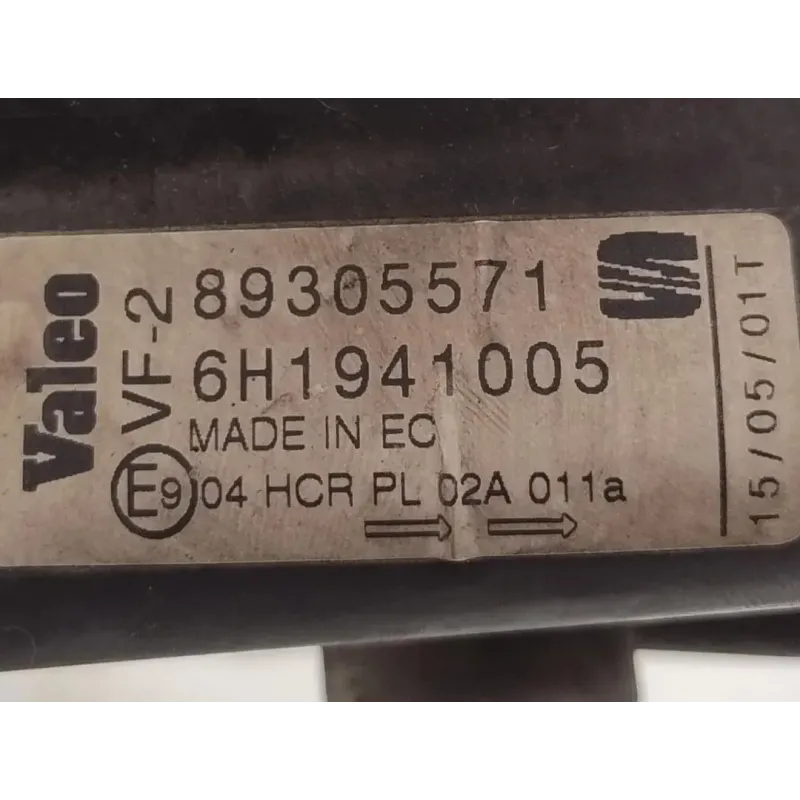 Valeo
VF-2
89305571
6H1941005
MADE IN EC
E9 04 HCR PL 02A 011a
15/05/01T